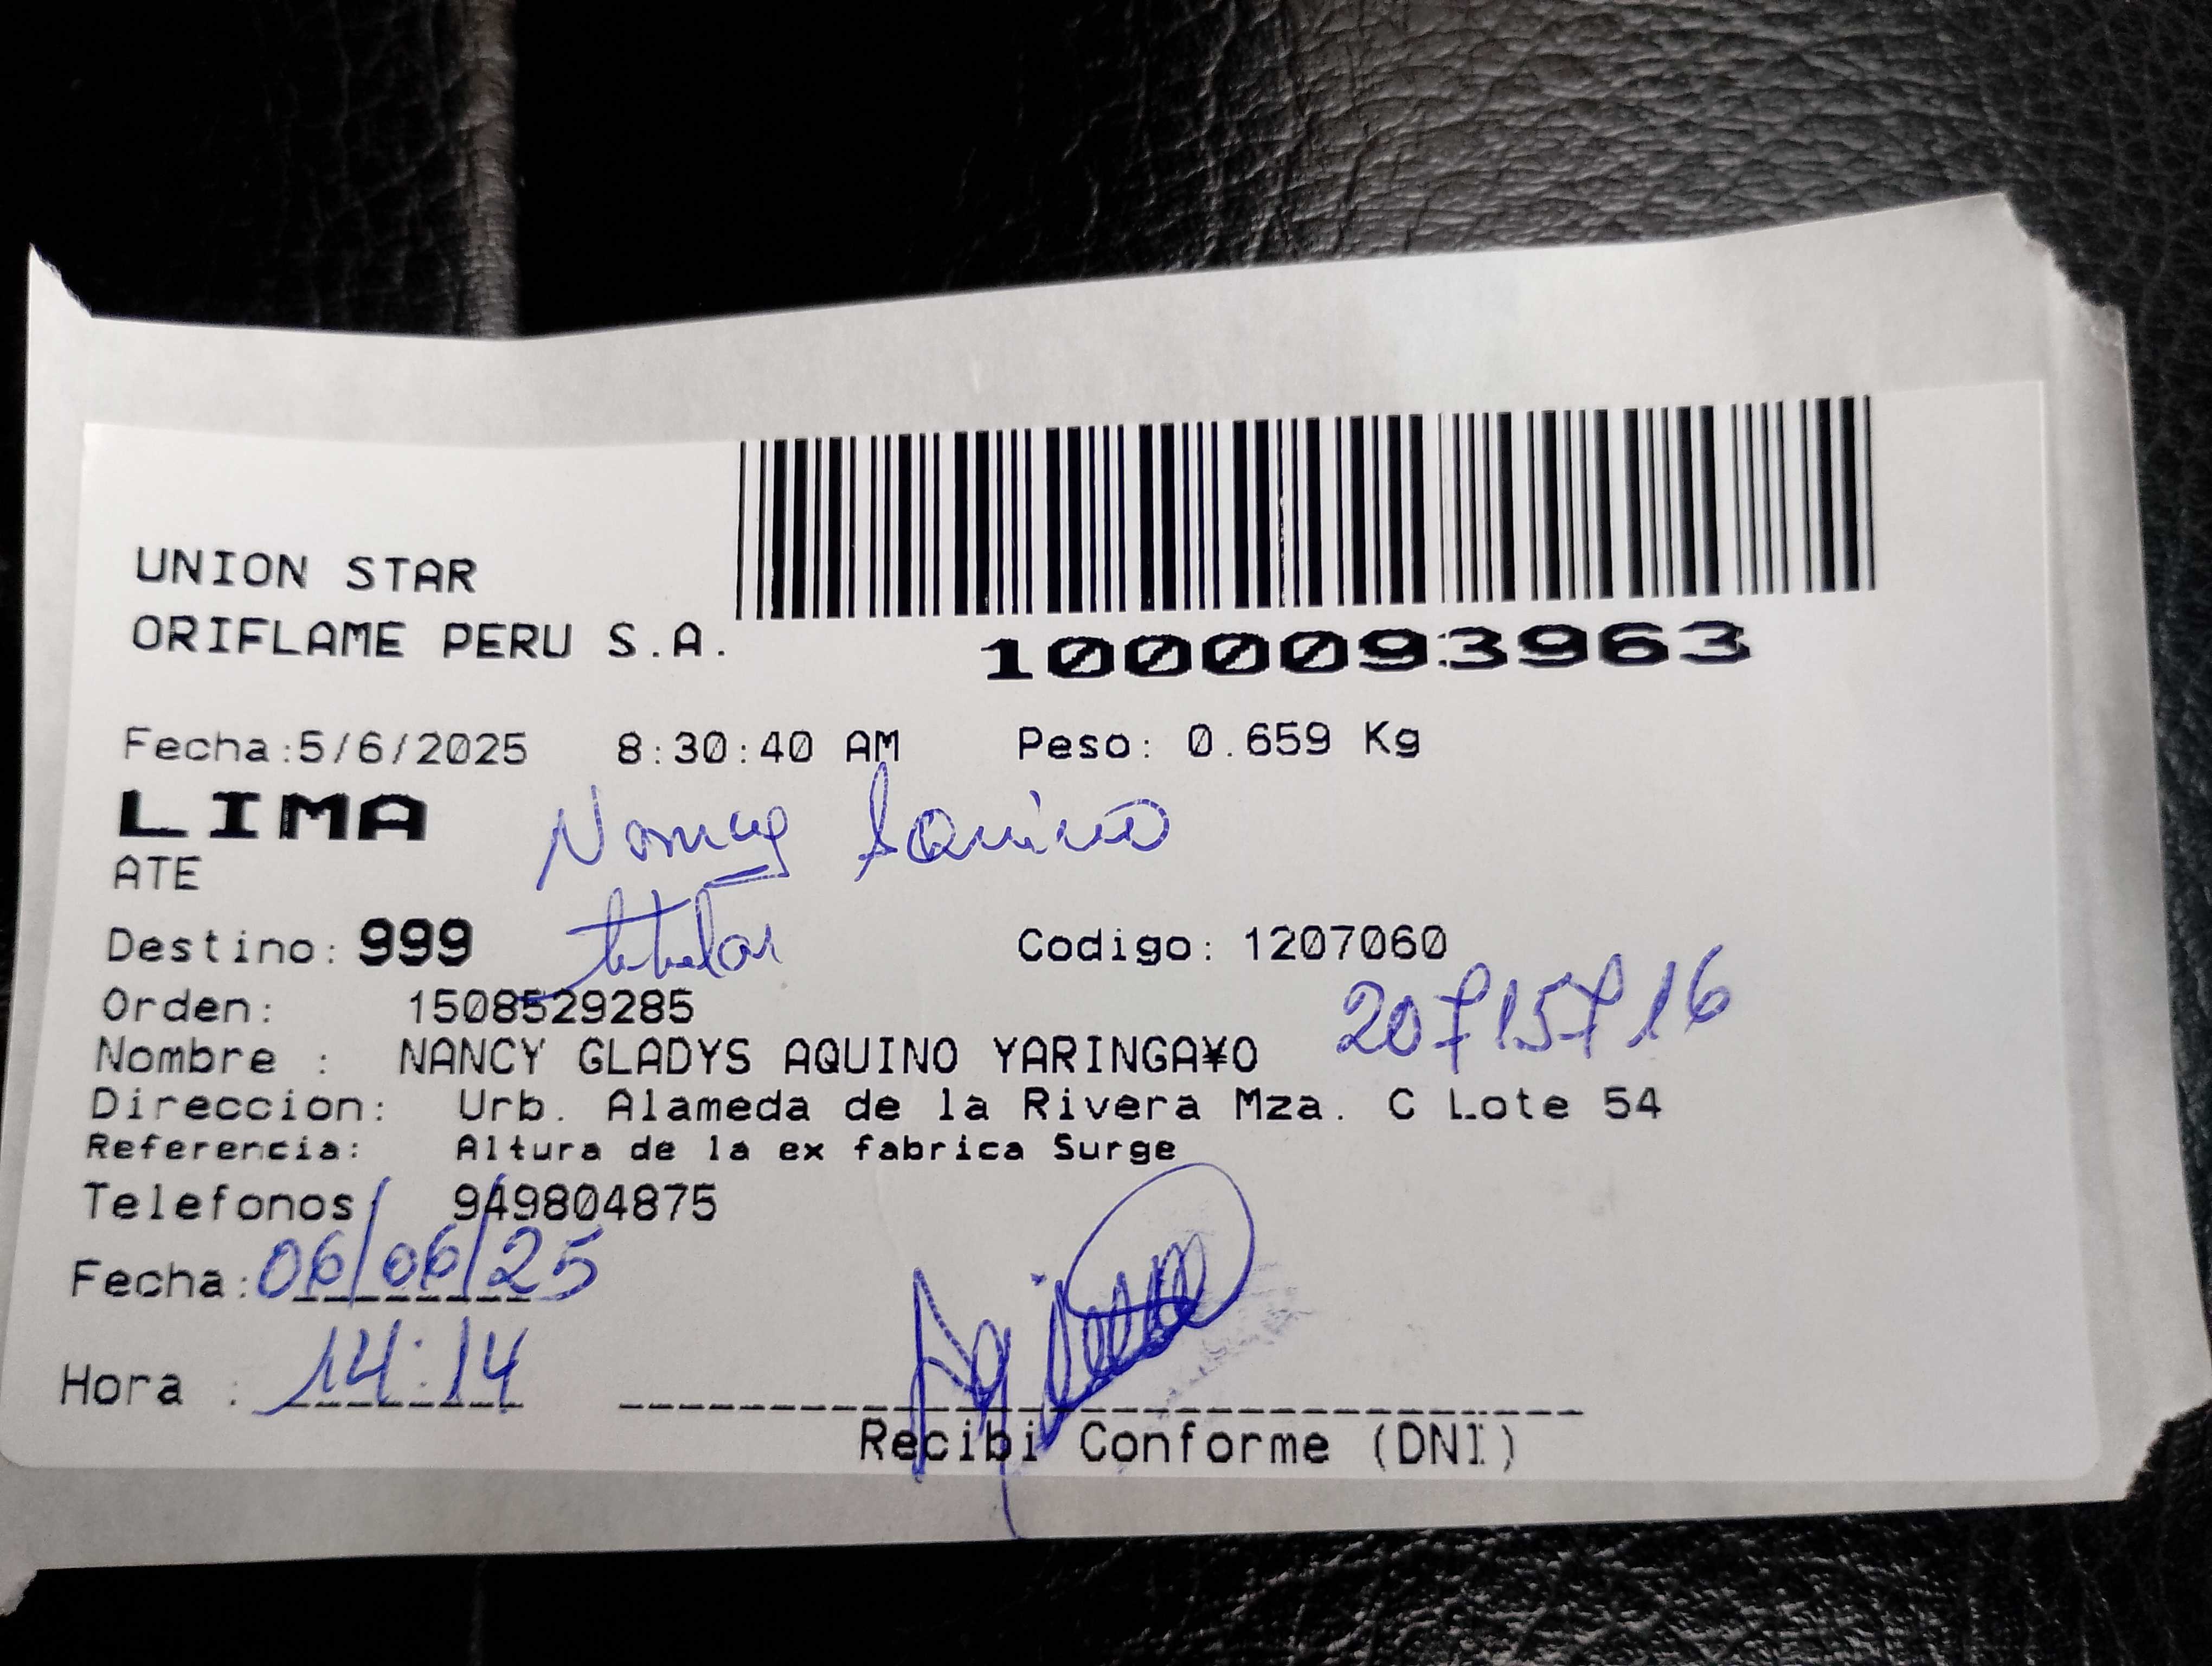 UNION STAR
ORIFLAME PERU S.A.
1000093963
Fecha:5/6/2025 8:30:40 AM Peso: 0.659 Kg
LIMA
Nancy Aquino
ATE
titular
Destino: 999 Codigo: 1207060
20715716
Orden: 1508529285
Nombre : NANCY GLADYS AQUINO YARINGA¥O
Direccion: Urb. Alameda de la Rivera Mza. C Lote 54
Referencia: Altura de la ex fabrica Surge
Telefonos: 949804875
Fecha: 06/06/25
Hora : 14:14
Recibi Conforme (DNI)